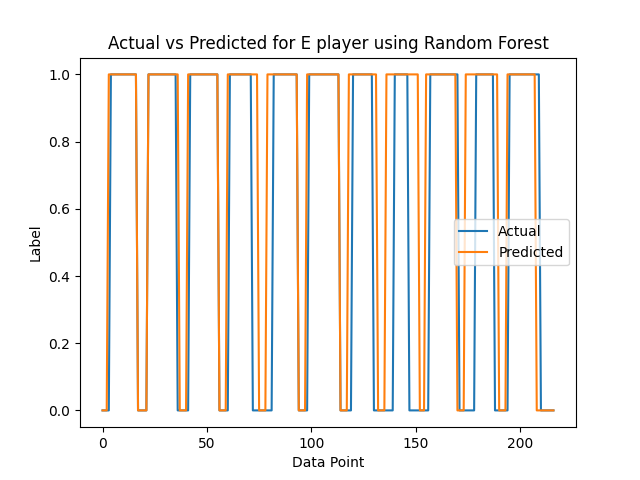 Actual vs Predicted for E player using Random Forest
1.0
0.8
0.6
0.4
0.2
0.0
Label
Actual
Predicted
0
50
100
150
200
Data Point